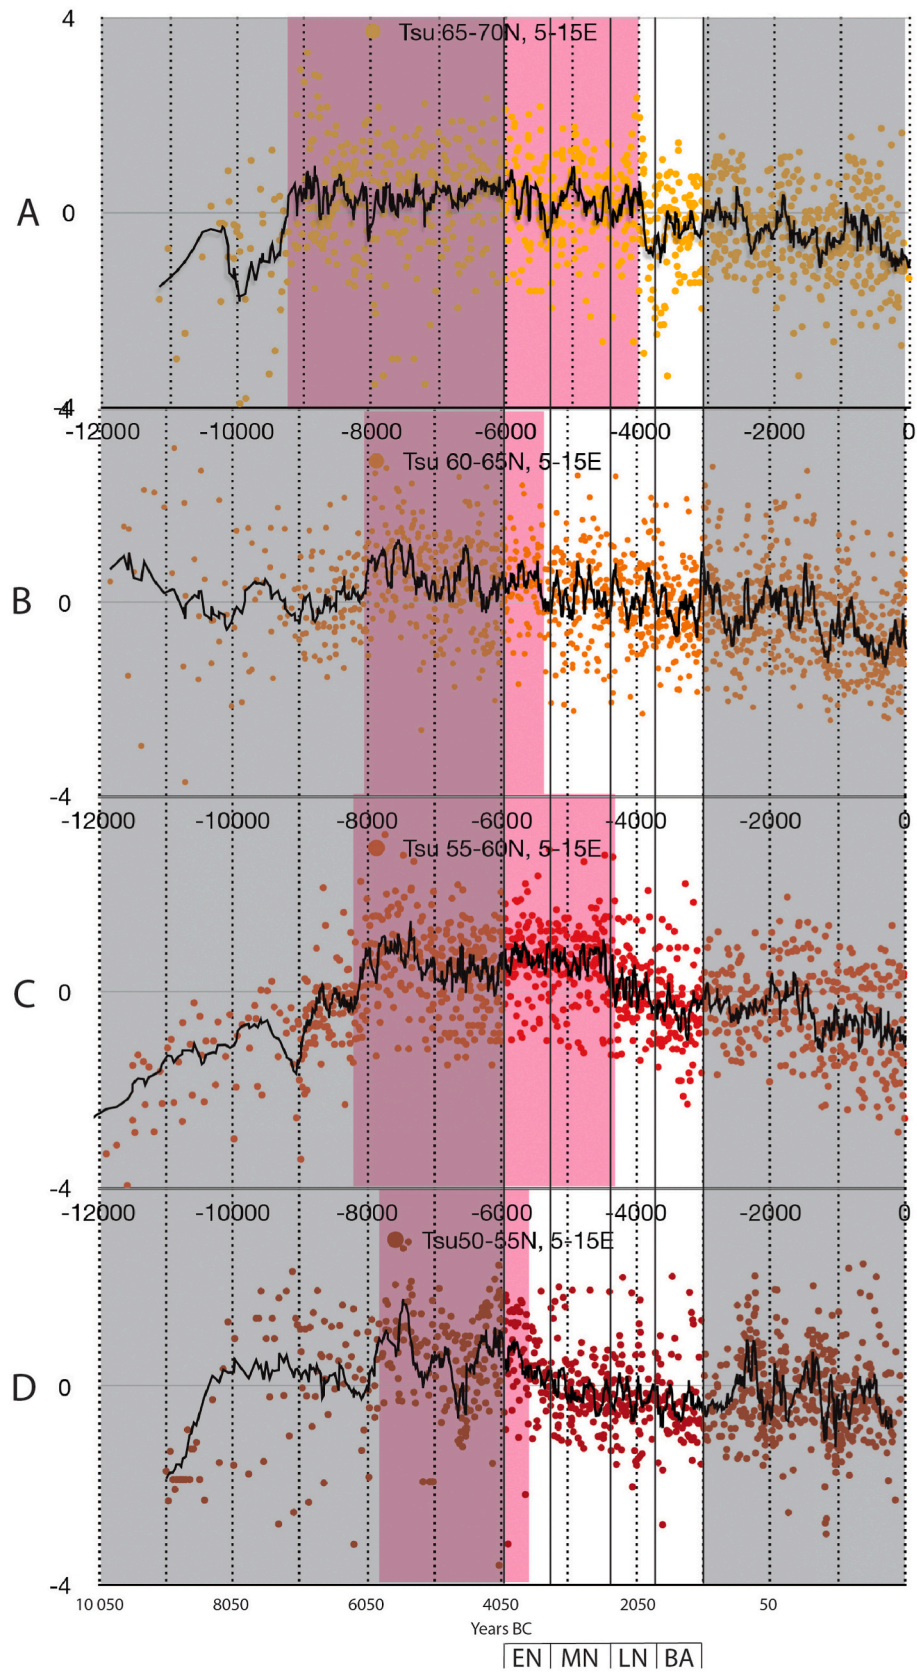 4
Tsu 65-70N, 5-15E
A
0
-4
-12000 -10000 -8000 -6000 -4000 -2000 0
Tsu 60-65N, 5-15E
B
0
-4
-12000 -10000 -8000 -6000 -4000 -2000 0
Tsu 55-60N, 5-15E
C
0
-4
-12000 -10000 -8000 -6000 -4000 -2000 0
Tsu50-55N, 5-15E
D
0
-4
10 050 8050 6050 4050 2050 50
Years BC
EN MN LN BA